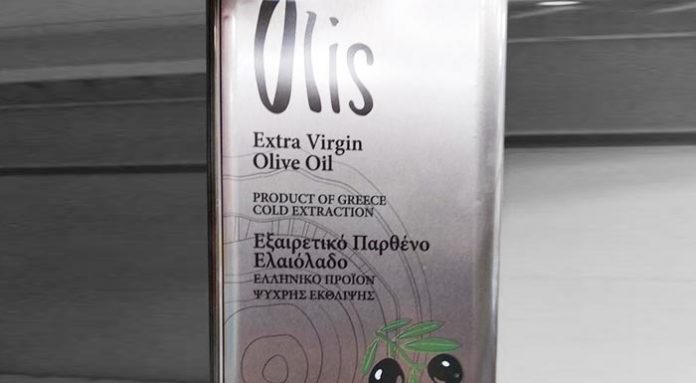 Olis
Extra Virgin
Olive Oil
PRODUCT OF GREECE
COLD EXTRACTION
Εξαιρετικό Παρθένο
Ελαιόλαδο
ΕΛΛΗΝΙΚΟ ΠΡΟΪΟΝ
ΨΥΧΡΗΣ ΕΚΘΛΙΨΗΣ